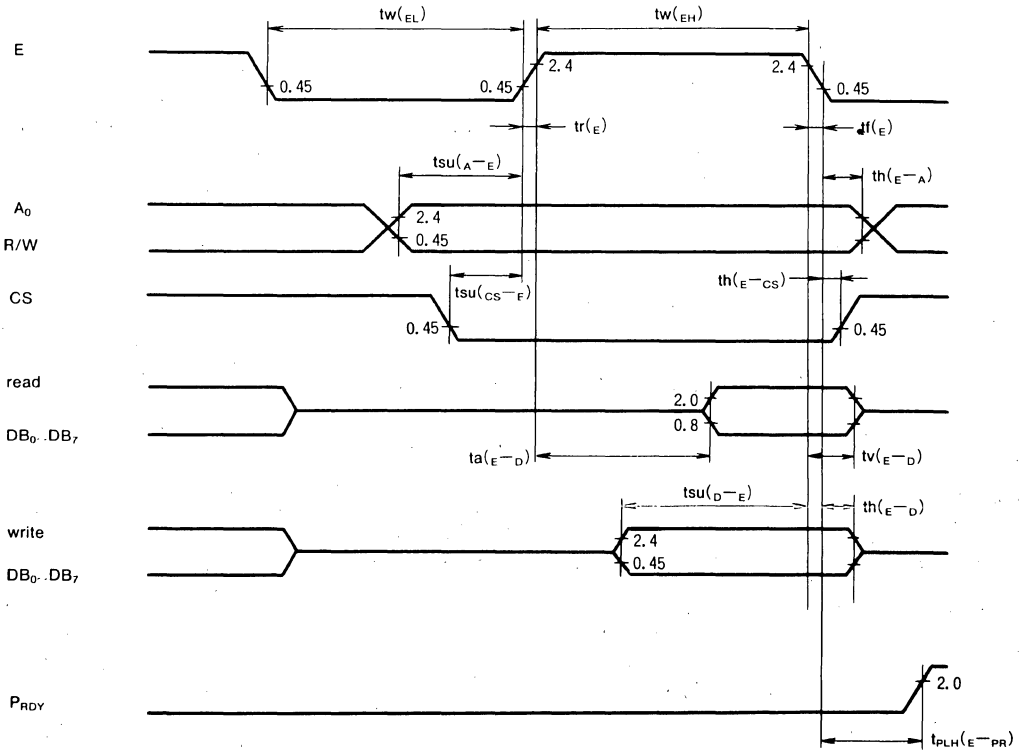 tw(EL) tw(EH)
E
2.4 2.4
0.45 0.45 0.45
tr(E) tf(E)
tsu(A−E) th(E−A)
A0
2.4
R/W
0.45
th(E−CS)
tsu(CS−E)
CS
0.45 0.45
read
2.0
0.8
DB0..DB7
ta(E−D) tv(E−D)
tsu(D−E) th(E−D)
write
2.4
0.45
DB0..DB7
PRDY
2.0
tPLH(E−PR)